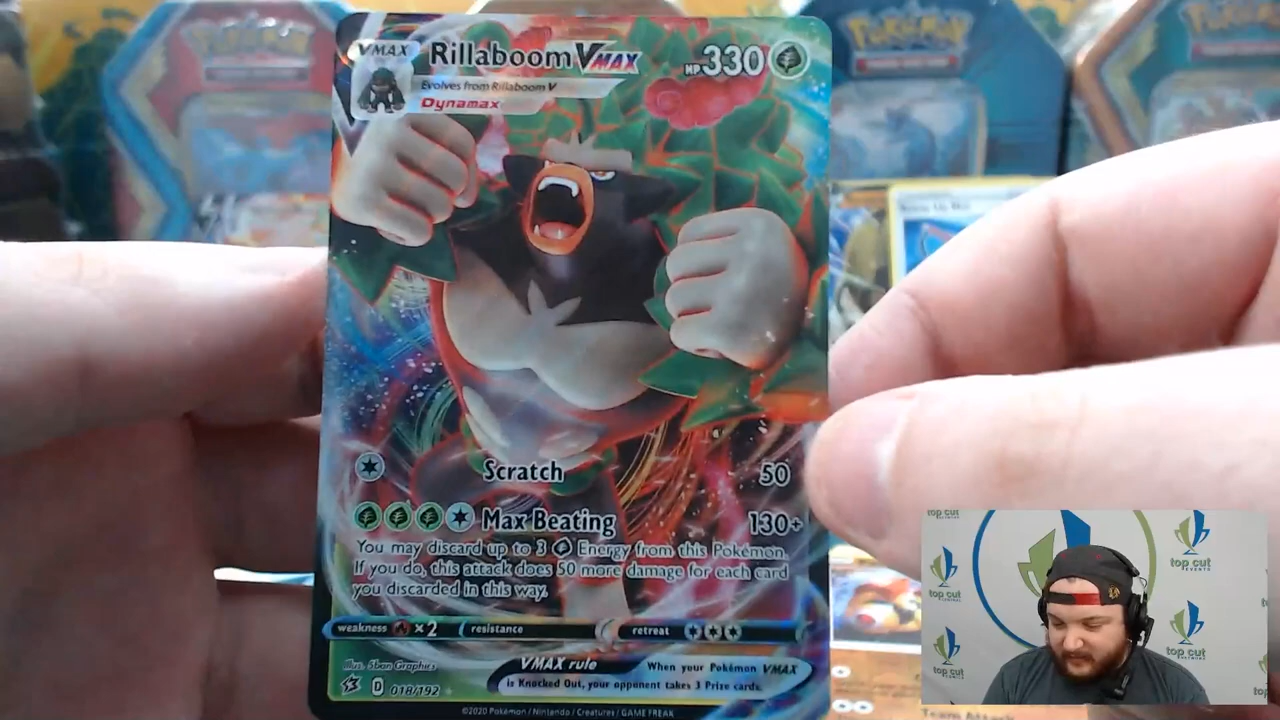 VMAX
Rillaboom VMAX
HP 330
Evolves from Rillaboom V
Dynamax
Scratch 50
Max Beating 130+
You may discard up to 3 Energy from this Pokémon.
If you do, this attack does 50 more damage for each card
you discarded in this way.
weakness ×2 resistance retreat
Illus. 5ban Graphics
VMAX rule When your Pokémon VMAX
is Knocked Out, your opponent takes 3 Prize cards.
D 018/192
©2020 Pokémon / Nintendo / Creatures / GAME FREAK
Pokémon
Pokémon
Team Attack
top cut
top cut
top cut
top cut
top cut